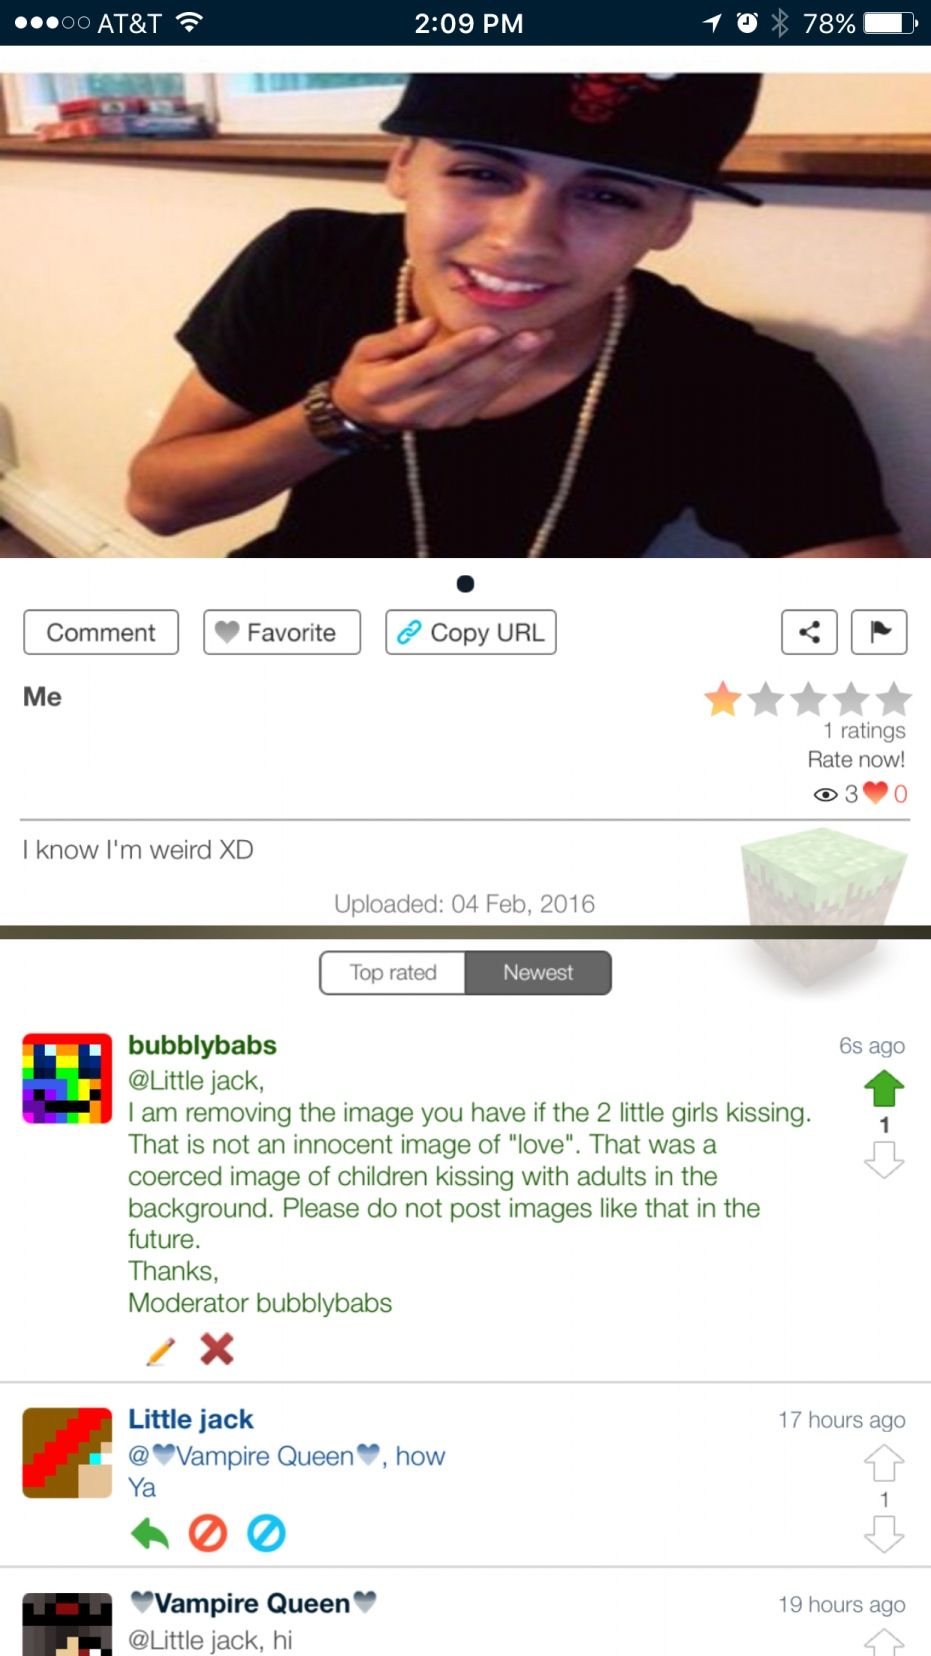 AT&T 2:09 PM 78%
Comment Favorite Copy URL
Me
1 ratings
Rate now!
3 0
I know I'm weird XD
Uploaded: 04 Feb, 2016
Top rated Newest
bubblybabs 6s ago
@Little jack,
I am removing the image you have if the 2 little girls kissing.
1
That is not an innocent image of "love". That was a
coerced image of children kissing with adults in the
background. Please do not post images like that in the
future.
Thanks,
Moderator bubblybabs
Little jack 17 hours ago
@🖤Vampire Queen🖤, how
Ya
1
🖤Vampire Queen🖤 19 hours ago
@Little jack, hi